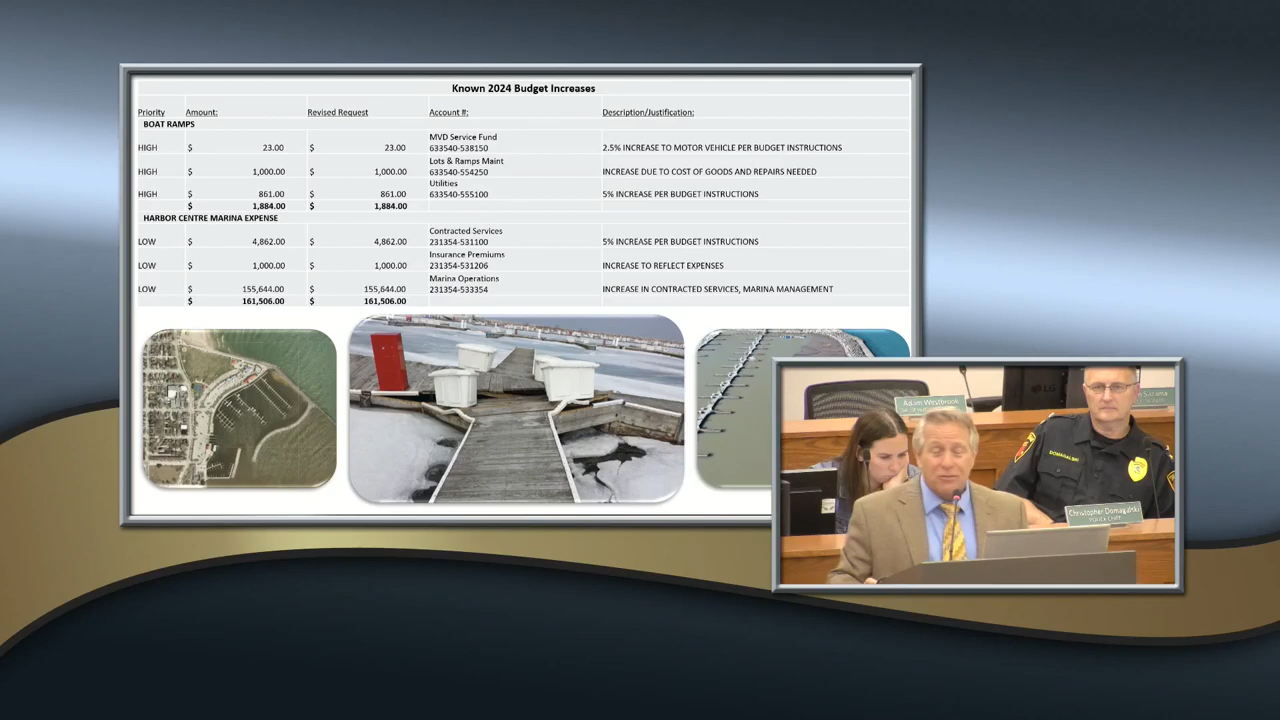 Known 2024 Budget Increases
Priority Amount: Revised Request Account #: Description/Justification:
BOAT RAMPS
MVD Service Fund
HIGH $ 23.00 $ 23.00 633540-538150 2.5% INCREASE TO MOTOR VEHICLE PER BUDGET INSTRUCTIONS
Lots & Ramps Maint
HIGH $ 1,000.00 $ 1,000.00 633540-554250 INCREASE DUE TO COST OF GOODS AND REPAIRS NEEDED
Utilities
HIGH $ 861.00 $ 861.00 633540-555100 5% INCREASE PER BUDGET INSTRUCTIONS
$ 1,884.00 $ 1,884.00
HARBOR CENTRE MARINA EXPENSE
Contracted Services
LOW $ 4,862.00 $ 4,862.00 231354-531100 5% INCREASE PER BUDGET INSTRUCTIONS
Insurance Premiums
LOW $ 1,000.00 $ 1,000.00 231354-531206 INCREASE TO REFLECT EXPENSES
Marina Operations
LOW $ 155,644.00 $ 155,644.00 231354-533354 INCREASE IN CONTRACTED SERVICES, MARINA MANAGEMENT
$ 161,506.00 $ 161,506.00
LG
Adam Westbrook
DOMAGALSKI
Christopher Domagalski
POLICE CHIEF